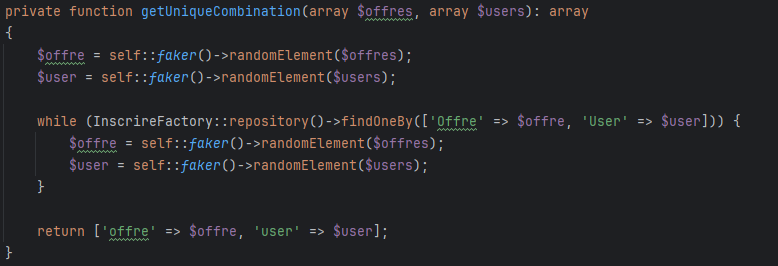 private function getUniqueCombination(array $offres, array $users): array
{
    $offre = self::faker()->randomElement($offres);
    $user = self::faker()->randomElement($users);

    while (InscrireFactory::repository()->findOneBy(['Offre' => $offre, 'User' => $user])) {
        $offre = self::faker()->randomElement($offres);
        $user = self::faker()->randomElement($users);
    }

    return ['offre' => $offre, 'user' => $user];
}